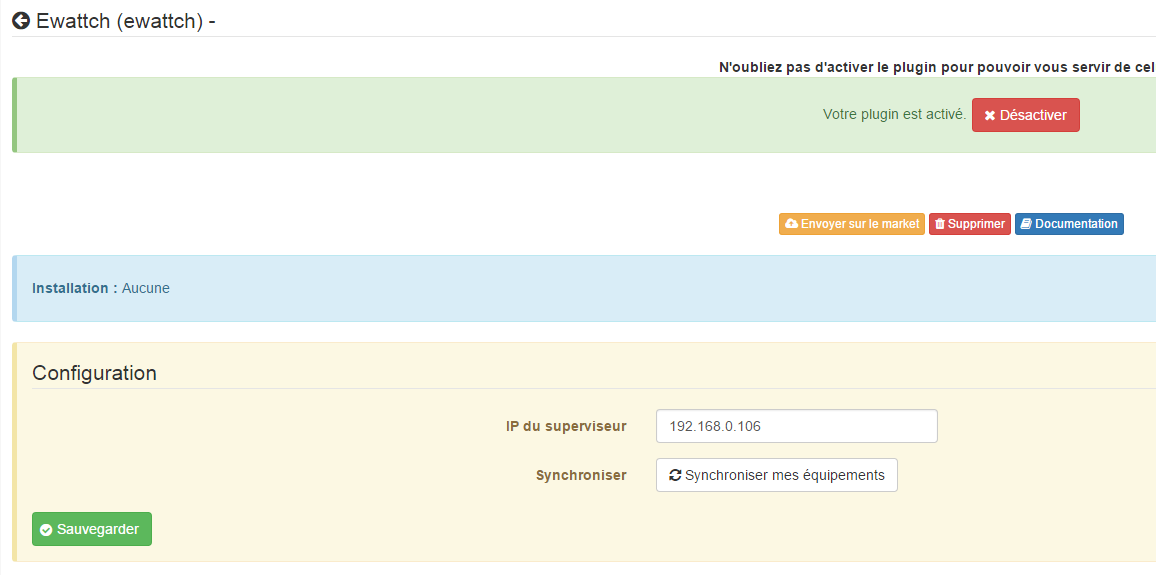 Ewattch (ewattch) -
N'oubliez pas d'activer le plugin pour pouvoir vous servir de cel
Votre plugin est activé. Désactiver
Envoyer sur le market Supprimer Documentation
Installation : Aucune
Configuration
IP du superviseur 192.168.0.106
Synchroniser Synchroniser mes équipements
Sauvegarder